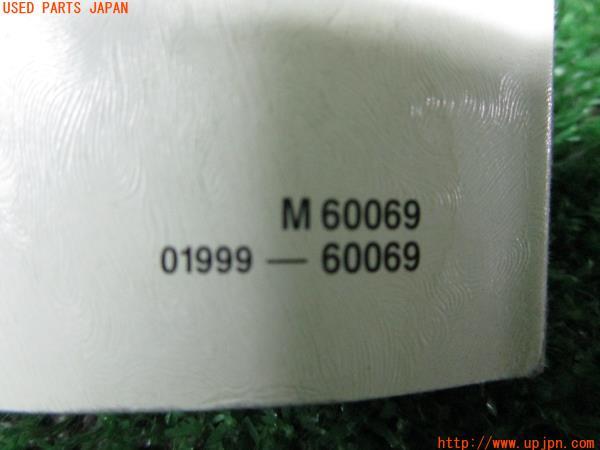 USED PARTS JAPAN
M 60069
01999 — 60069
http://www.upjpn.com/